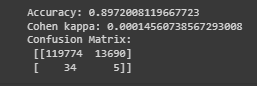 Accuracy: 0.8972008119667723
Cohen kappa: 0.00014560738567293008
Confusion Matrix:
[[119774 13690]
[ 34 5]]